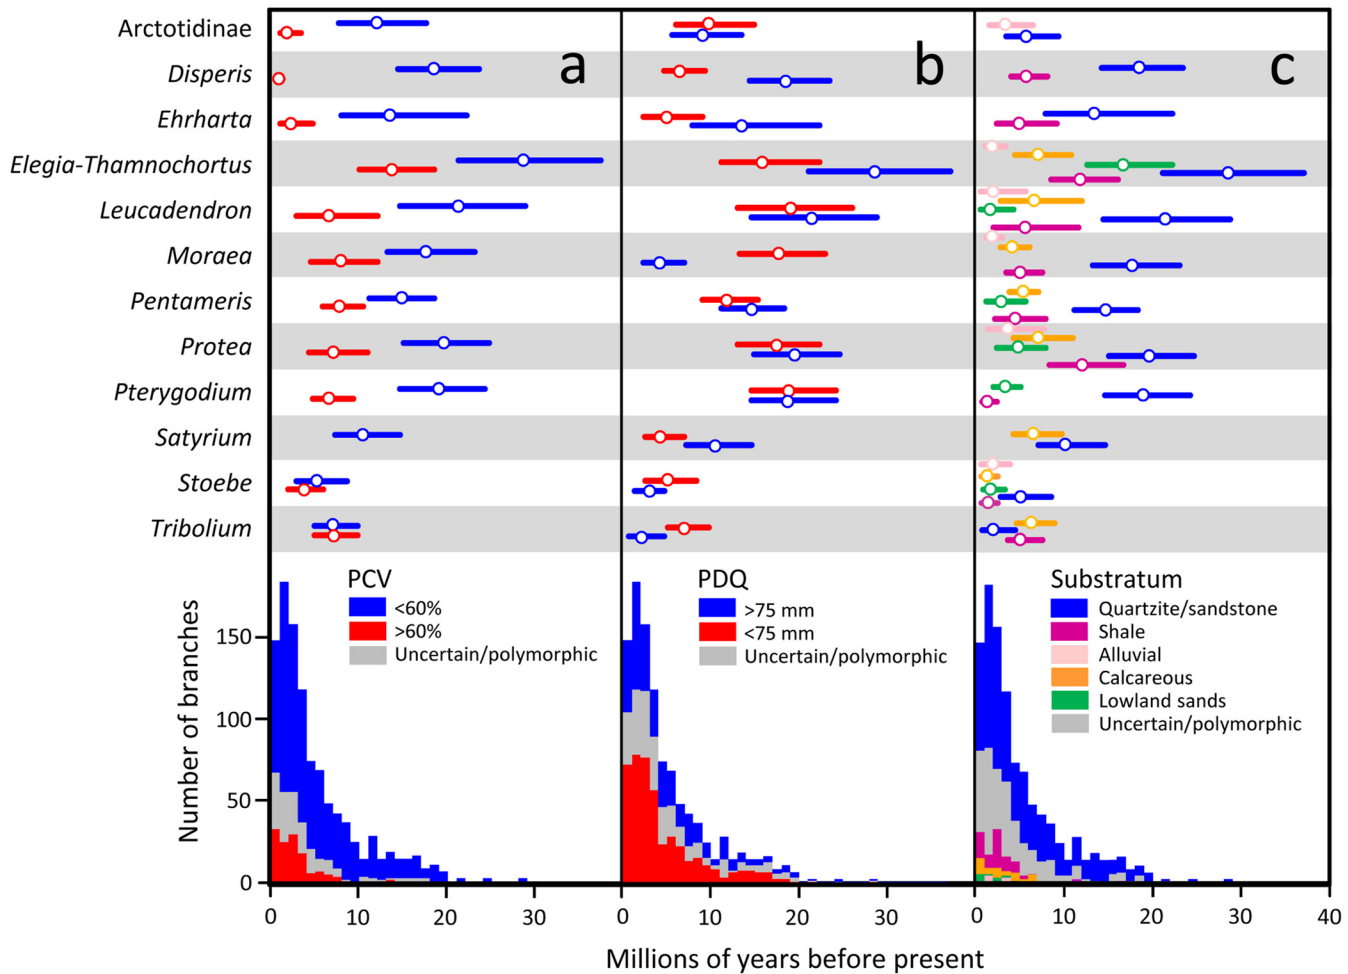 Arctotidinae
Disperis
Ehrharta
Elegia-Thamnochortus
Leucadendron
Moraea
Pentameris
Protea
Pterygodium
Satyrium
Stoebe
Tribolium
a
b
c
PCV
<60%
>60%
Uncertain/polymorphic
PDQ
>75 mm
<75 mm
Uncertain/polymorphic
Substratum
Quartzite/sandstone
Shale
Alluvial
Calcareous
Lowland sands
Uncertain/polymorphic
Number of branches
150
100
50
0
0 10 20 30 0 10 20 30 0 10 20 30 40
Millions of years before present